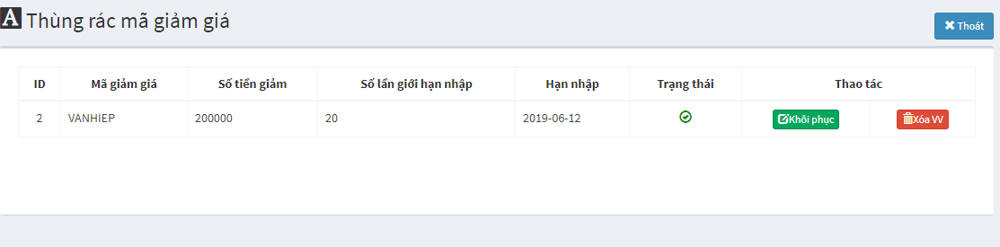 A Thùng rác mã giảm giá
Thoát
ID Mã giảm giá Số tiền giảm Số lần giới hạn nhập Hạn nhập Trạng thái Thao tác
2 VANHIEP 200000 20 2019-06-12 Khôi phục Xóa VV